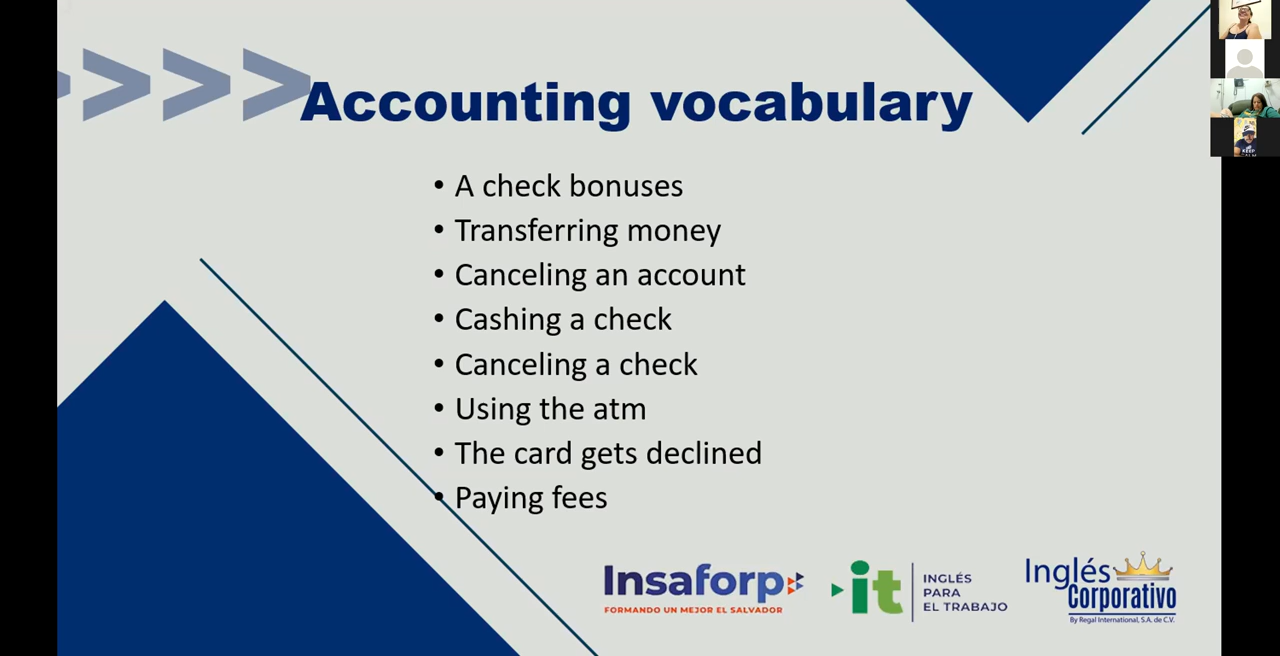 Accounting vocabulary
• A check bonuses
• Transferring money
• Canceling an account
• Cashing a check
• Canceling a check
• Using the atm
• The card gets declined
• Paying fees
Insaforp
FORMANDO UN MEJOR EL SALVADOR
it
INGLÉS
PARA
EL TRABAJO
Inglés
Corporativo
By Regal International, S.A. de C.V.